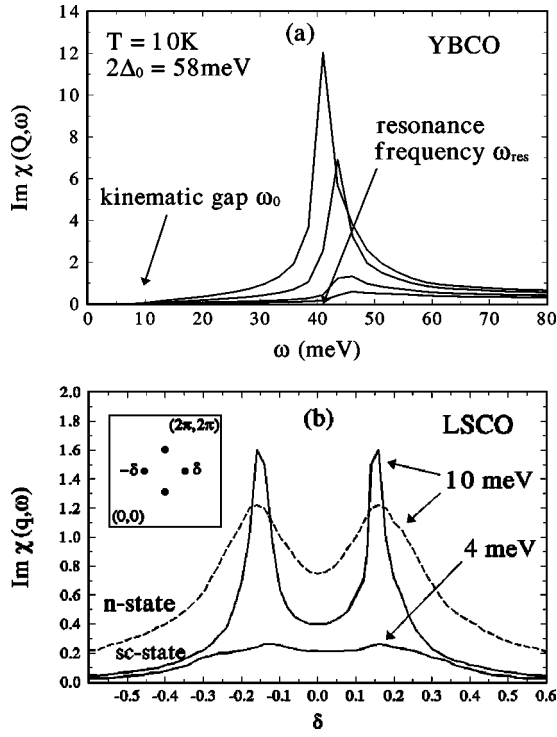 (a)
YBCO
T = 10K
2Δ₀ = 58meV
resonance
frequency ω_res
kinematic gap ω₀
Im χ (Q,ω)
14
12
10
8
6
4
2
0
0 10 20 30 40 50 60 70 80
ω (meV)
(b)
LSCO
(2π,2π)
−δ δ
(0,0)
10 meV
4 meV
n-state
sc-state
Im χ (q,ω)
2.0
1.8
1.6
1.4
1.2
1.0
0.8
0.6
0.4
0.2
0.0
-0.5 -0.4 -0.3 -0.2 -0.1 0.0 0.1 0.2 0.3 0.4 0.5 0.6
δ